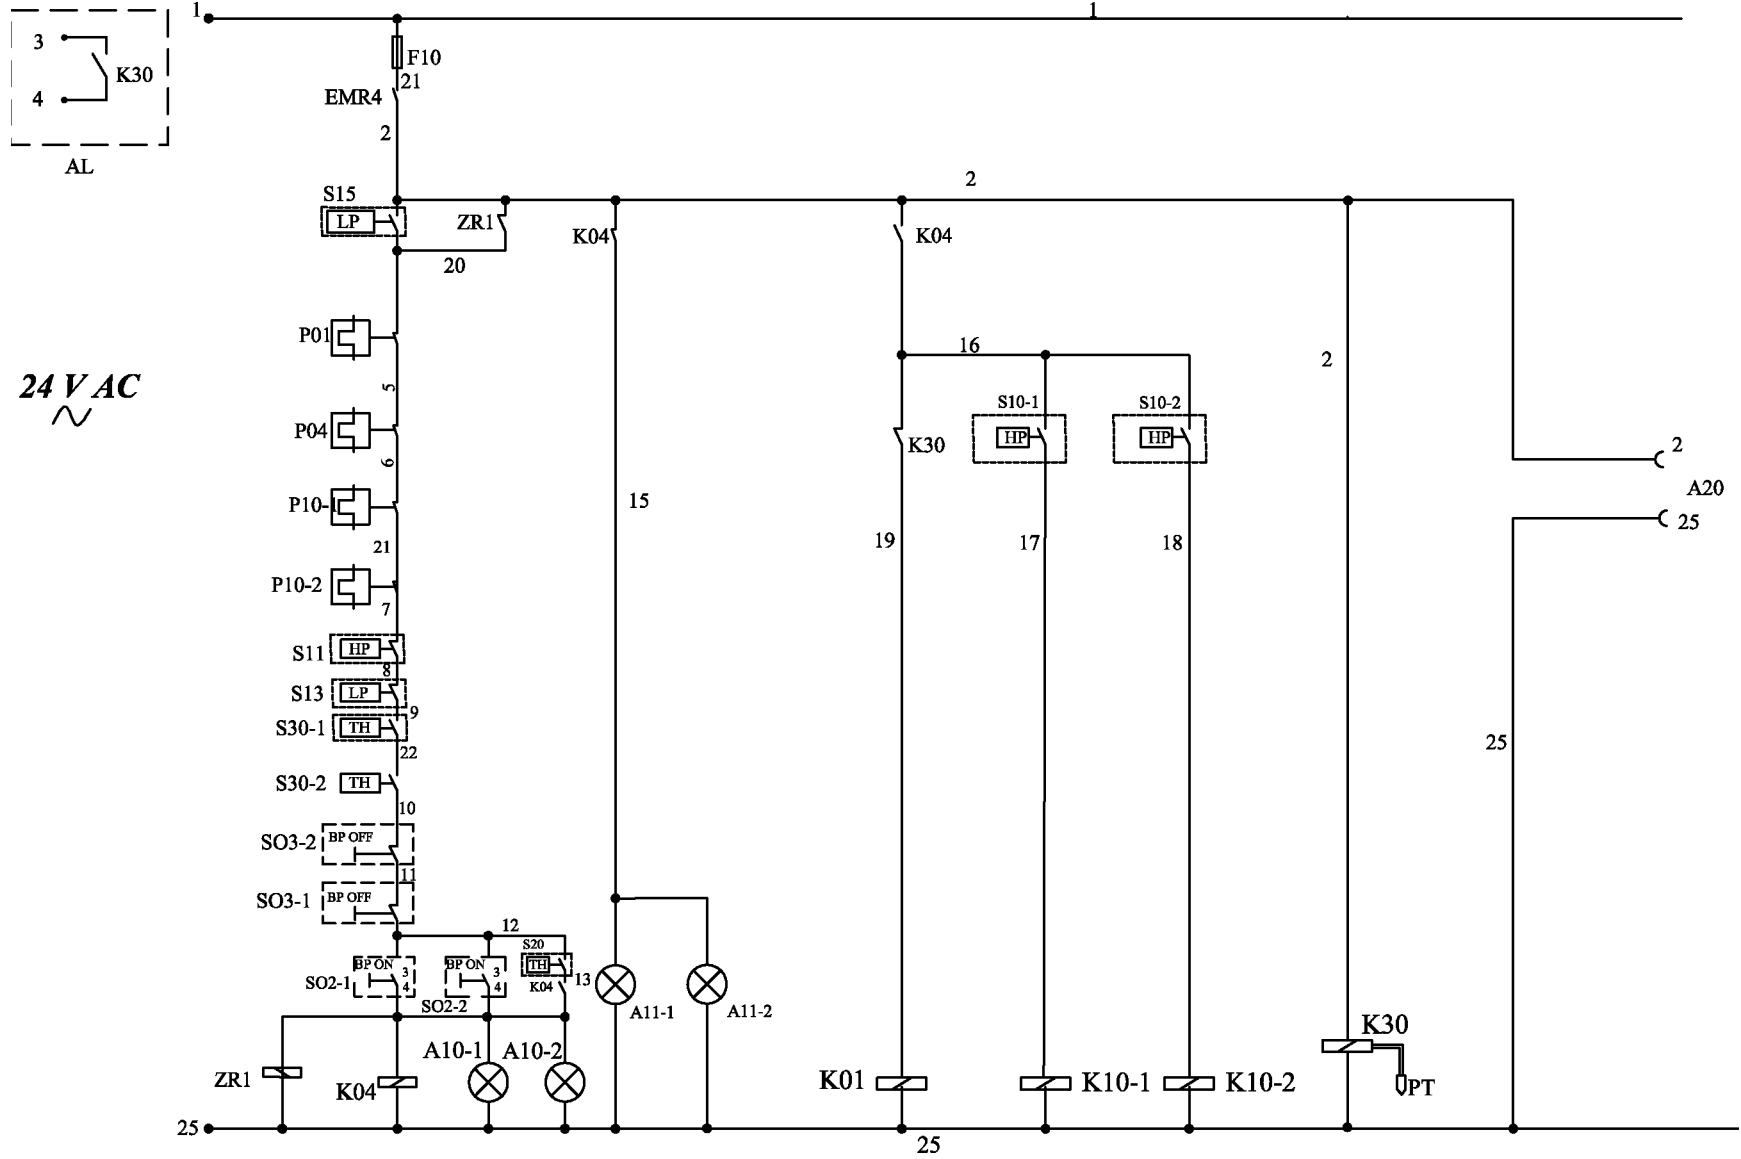 1
1
3
K30
4
AL
F10
21
EMR4
2
2
S15
LP
ZR1
K04
K04
20
P01
16
2
24 V AC
5
S10-1
S10-2
HP
HP
P04
K30
2
6
A20
P10-1
15
25
21
19
17
18
P10-2
7
S11
HP
8
S13
LP
9
S30-1
TH
22
25
S30-2
TH
10
SO3-2
BP OFF
11
SO3-1
BP OFF
12
S20
BP ON
3
BP ON
3
TH
13
SO2-1
4
4
K04
SO2-2
A11-1
A11-2
K30
A10-1
A10-2
ZR1
K04
K01
K10-1
K10-2
PT
25
25